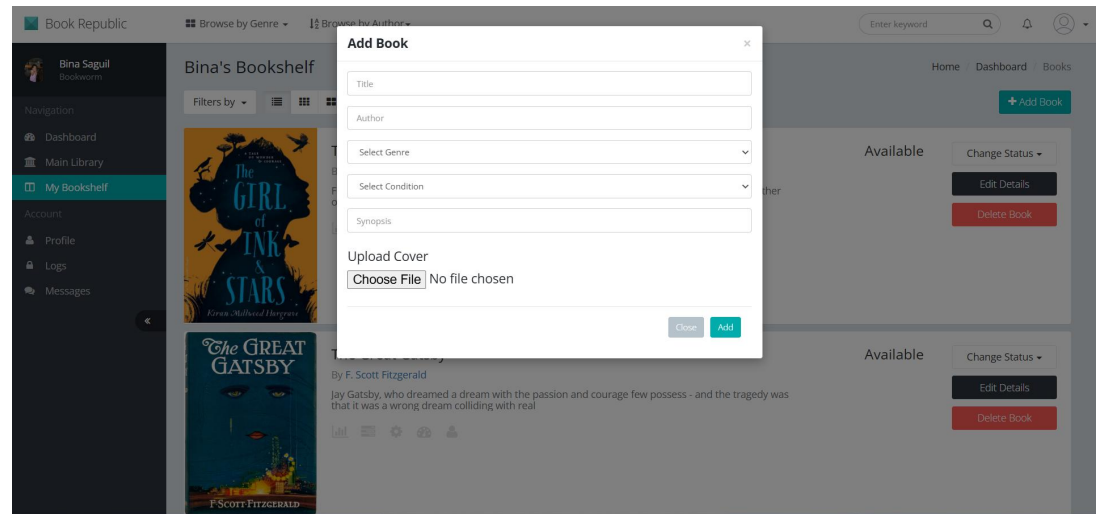 Book Republic
Browse by Genre
Browse by Author
Enter keyword
Bina Saguil
Bookworm
Navigation
Dashboard
Main Library
My Bookshelf
Account
Profile
Logs
Messages
Bina's Bookshelf
Home / Dashboard / Books
Filters by
+ Add Book
Add Book
×
Title
Author
Select Genre
Select Condition
Synopsis
Upload Cover
Choose File No file chosen
Close Add
The
GIRL
of
INK
&
STARS
Kiran Millwood Hargrave
ther
Available
Change Status
Edit Details
Delete Book
The GREAT
GATSBY
F·SCOTT·FITZGERALD
The Great Gatsby
By F. Scott Fitzgerald
Jay Gatsby, who dreamed a dream with the passion and courage few possess - and the tragedy was
that it was a wrong dream colliding with real
Available
Change Status
Edit Details
Delete Book